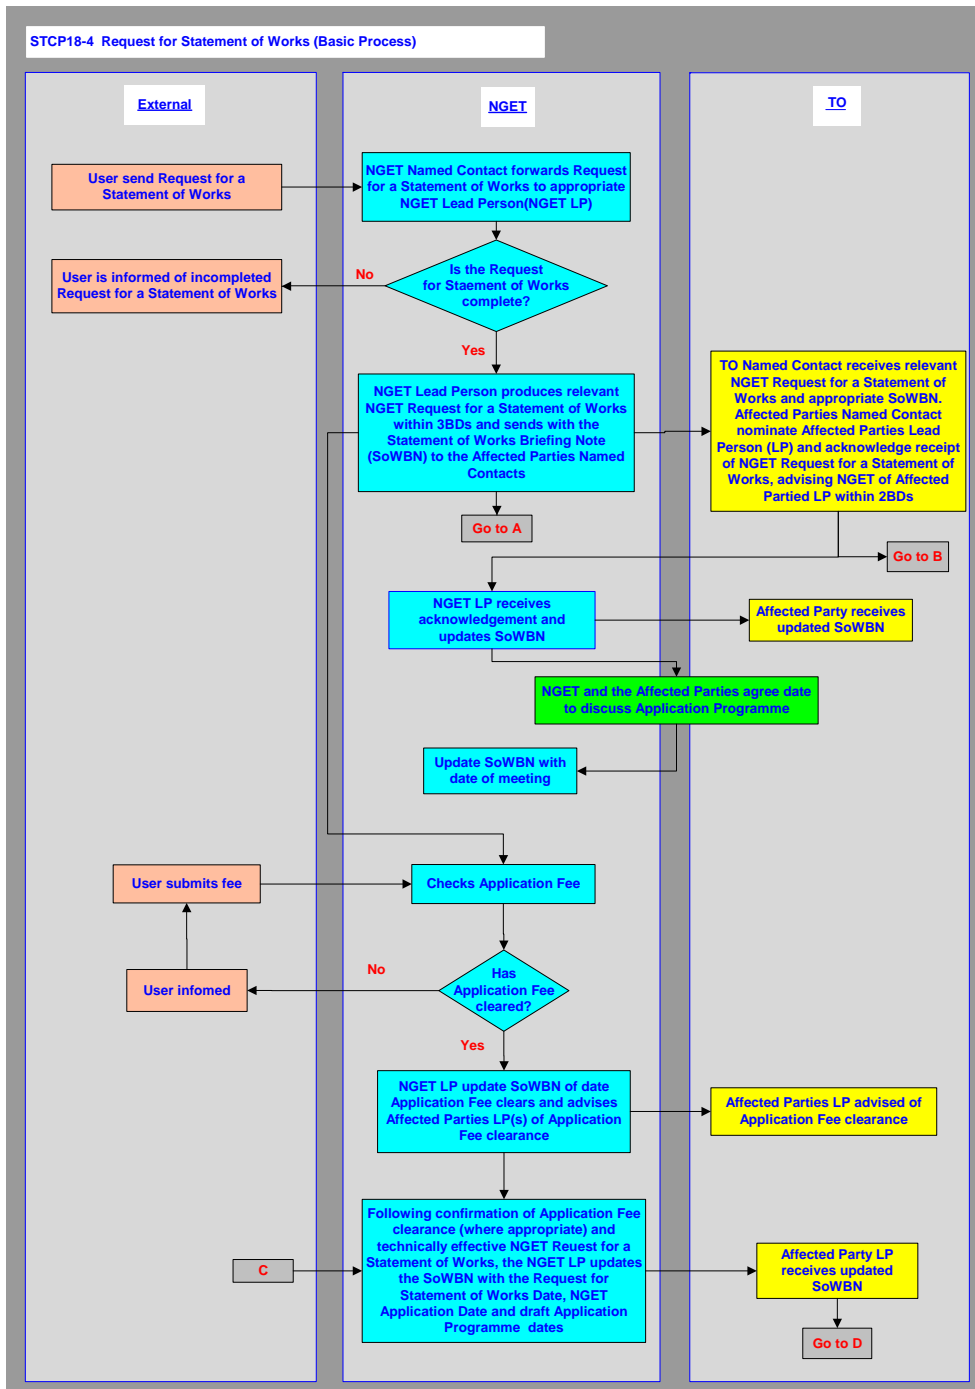 STCP18-4 Request for Statement of Works (Basic Process)
External
NGET
TO
User send Request for a
Statement of Works
NGET Named Contact forwards Request
for a Statement of Works to appropriate
NGET Lead Person(NGET LP)
User is informed of incompleted
Request for a Statement of Works
No
Is the Request
for Staement of Works
complete?
Yes
NGET Lead Person produces relevant
NGET Request for a Statement of Works
within 3BDs and sends with the
Statement of Works Briefing Note
(SoWBN) to the Affected Parties Named
Contacts
TO Named Contact receives relevant
NGET Request for a Statement of
Works and appropriate SoWBN.
Affected Parties Named Contact
nominate Affected Parties Lead
Person (LP) and acknowledge receipt
of NGET Request for a Statement of
Works, advising NGET of Affected
Partied LP within 2BDs
Go to A
Go to B
NGET LP receives
acknowledgement and
updates SoWBN
Affected Party receives
updated SoWBN
NGET and the Affected Parties agree date
to discuss Application Programme
Update SoWBN with
date of meeting
User submits fee
Checks Application Fee
User infomed
No
Has
Application Fee
cleared?
Yes
NGET LP update SoWBN of date
Application Fee clears and advises
Affected Parties LP(s) of Application
Fee clearance
Affected Parties LP advised of
Application Fee clearance
C
Following confirmation of Application Fee
clearance (where appropriate) and
technically effective NGET Reuest for a
Statement of Works, the NGET LP updates
the SoWBN with the Request for
Statement of Works Date, NGET
Application Date and draft Application
Programme dates
Affected Party LP
receives updated
SoWBN
Go to D